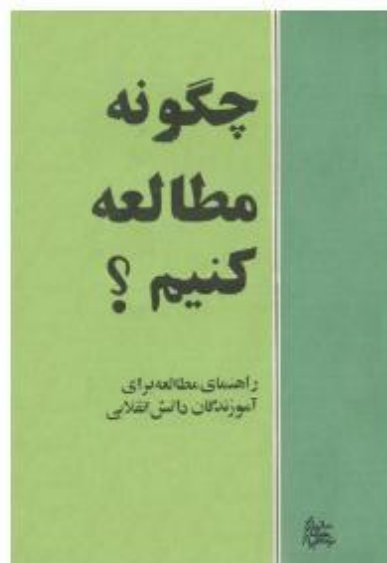 چگونه
مطالعه
کنیم ؟
راهنمای مطالعه برای
آموزندگان دانش انقلابی